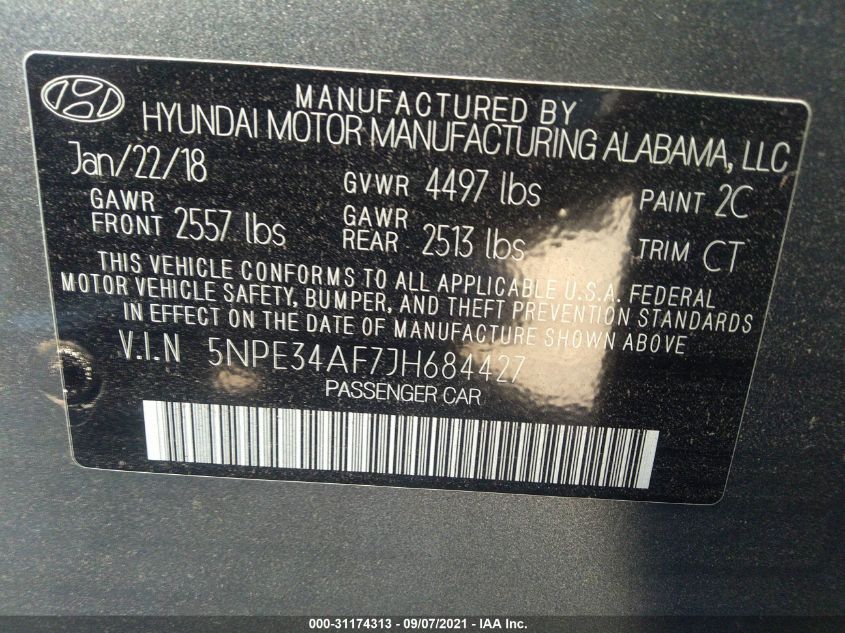 MANUFACTURED BY
HYUNDAI MOTOR MANUFACTURING ALABAMA, LLC
Jan/22/18 GVWR 4497 lbs PAINT 2C
GAWR FRONT 2557 lbs GAWR REAR 2513 lbs TRIM CT
THIS VEHICLE CONFORMS TO ALL APPLICABLE U.S.A. FEDERAL
MOTOR VEHICLE SAFETY, BUMPER, AND THEFT PREVENTION STANDARDS
IN EFFECT ON THE DATE OF MANUFACTURE SHOWN ABOVE
V.I.N 5NPE34AF7JH684427
PASSENGER CAR
000-31174313 - 09/07/2021 - IAA Inc.